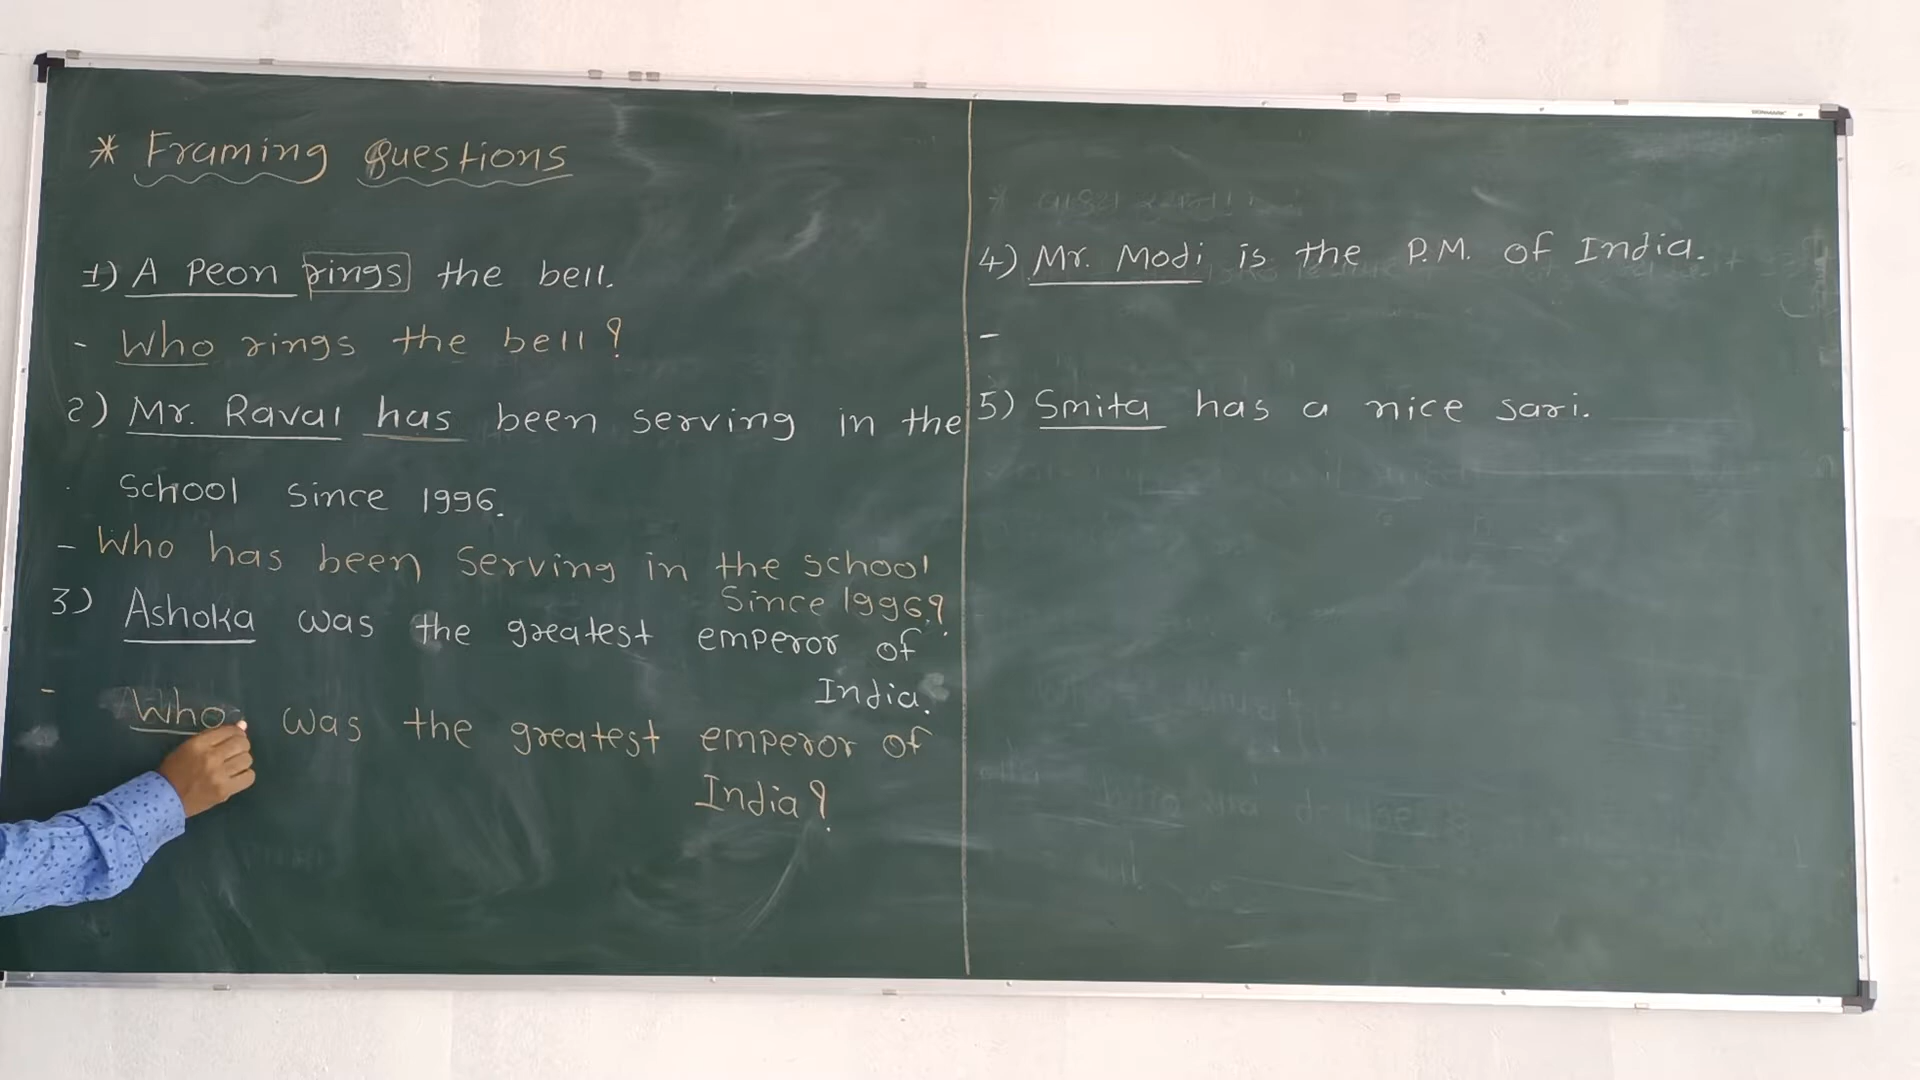 * Framing Questions
1) A Peon rings the bell.
- Who rings the bell?
2) Mr. Raval has been serving in the
School Since 1996.
- Who has been Serving in the school
Since 1996?
3) Ashoka was the greatest emperor of
India.
- Who was the greatest emperor of
India?
4) Mr. Modi is the P.M. of India.
-
5) Smita has a nice sari.